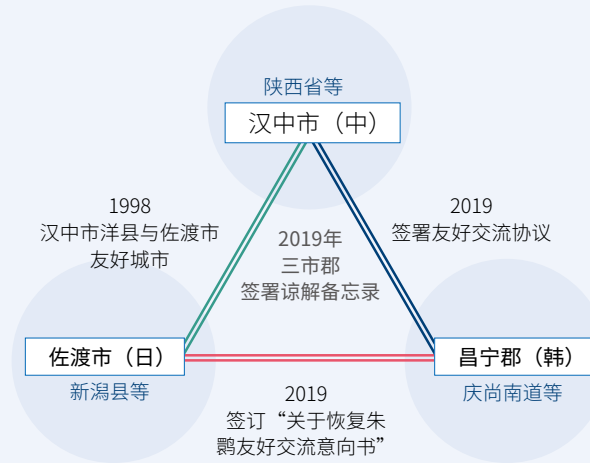 陕西省等
汉中市（中）
1998
汉中市洋县与佐渡市
友好城市
2019
签署友好交流协议
2019年
三市郡
签署谅解备忘录
佐渡市（日）
新潟县等
昌宁郡（韩）
庆尚南道等
2019
签订“关于恢复朱
鹮友好交流意向书”